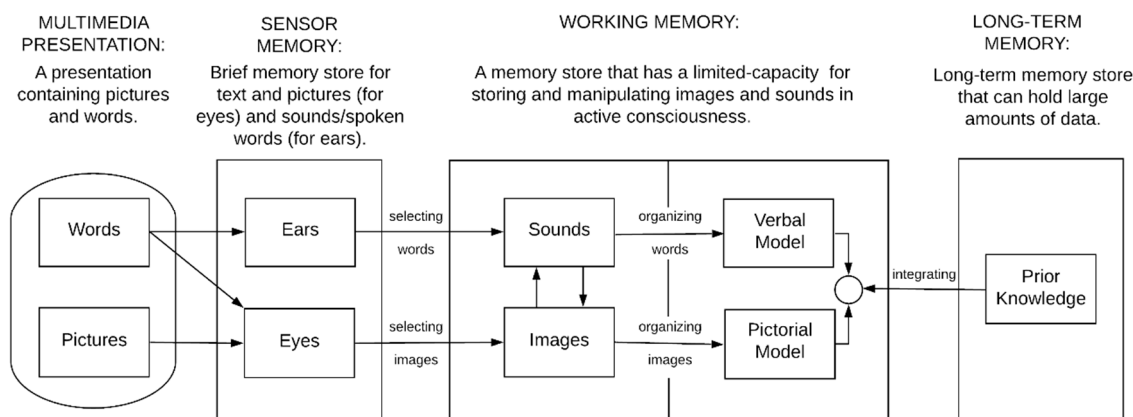 MULTIMEDIA
PRESENTATION:
A presentation
containing pictures
and words.
SENSOR
MEMORY:
Brief memory store for
text and pictures (for
eyes) and sounds/spoken
words (for ears).
WORKING MEMORY:
A memory store that has a limited-capacity for
storing and manipulating images and sounds in
active consciousness.
LONG-TERM
MEMORY:
Long-term memory store
that can hold large
amounts of data.
Words
Ears
selecting
words
Sounds
organizing
words
Verbal
Model
integrating
Prior
Knowledge
Pictures
Eyes
selecting
images
Images
organizing
images
Pictorial
Model